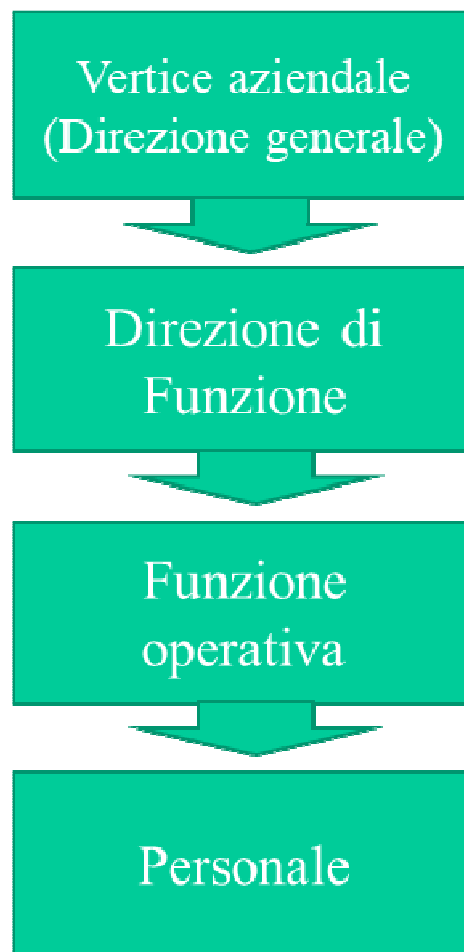 Vertice aziendale
(Direzione generale)
Direzione di
Funzione
Funzione
operativa
Personale